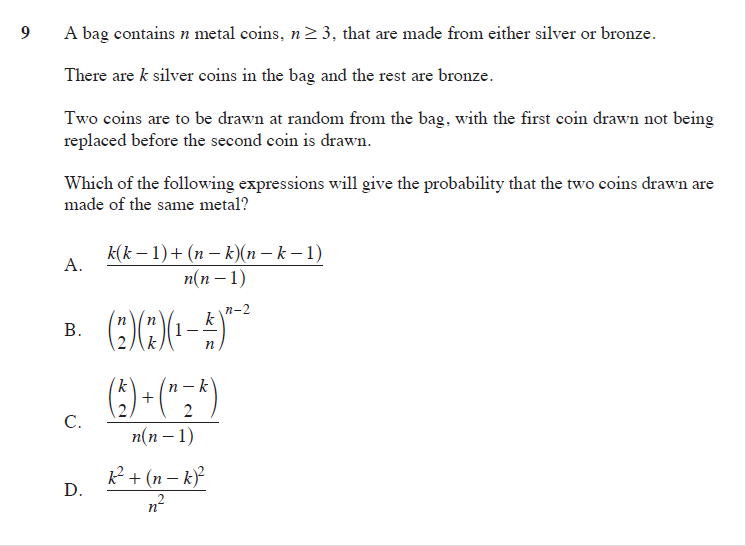 9 A bag contains n metal coins, n ≥ 3, that are made from either silver or bronze.
There are k silver coins in the bag and the rest are bronze.
Two coins are to be drawn at random from the bag, with the first coin drawn not being
replaced before the second coin is drawn.
Which of the following expressions will give the probability that the two coins drawn are
made of the same metal?
A. \frac{k(k-1)+(n-k)(n-k-1)}{n(n-1)}
B. \binom{n}{2}\binom{n}{k}\left(1-\frac{k}{n}\right)^{n-2}
C. \frac{\binom{k}{2}+\binom{n-k}{2}}{n(n-1)}
D. \frac{k^2+(n-k)^2}{n^2}